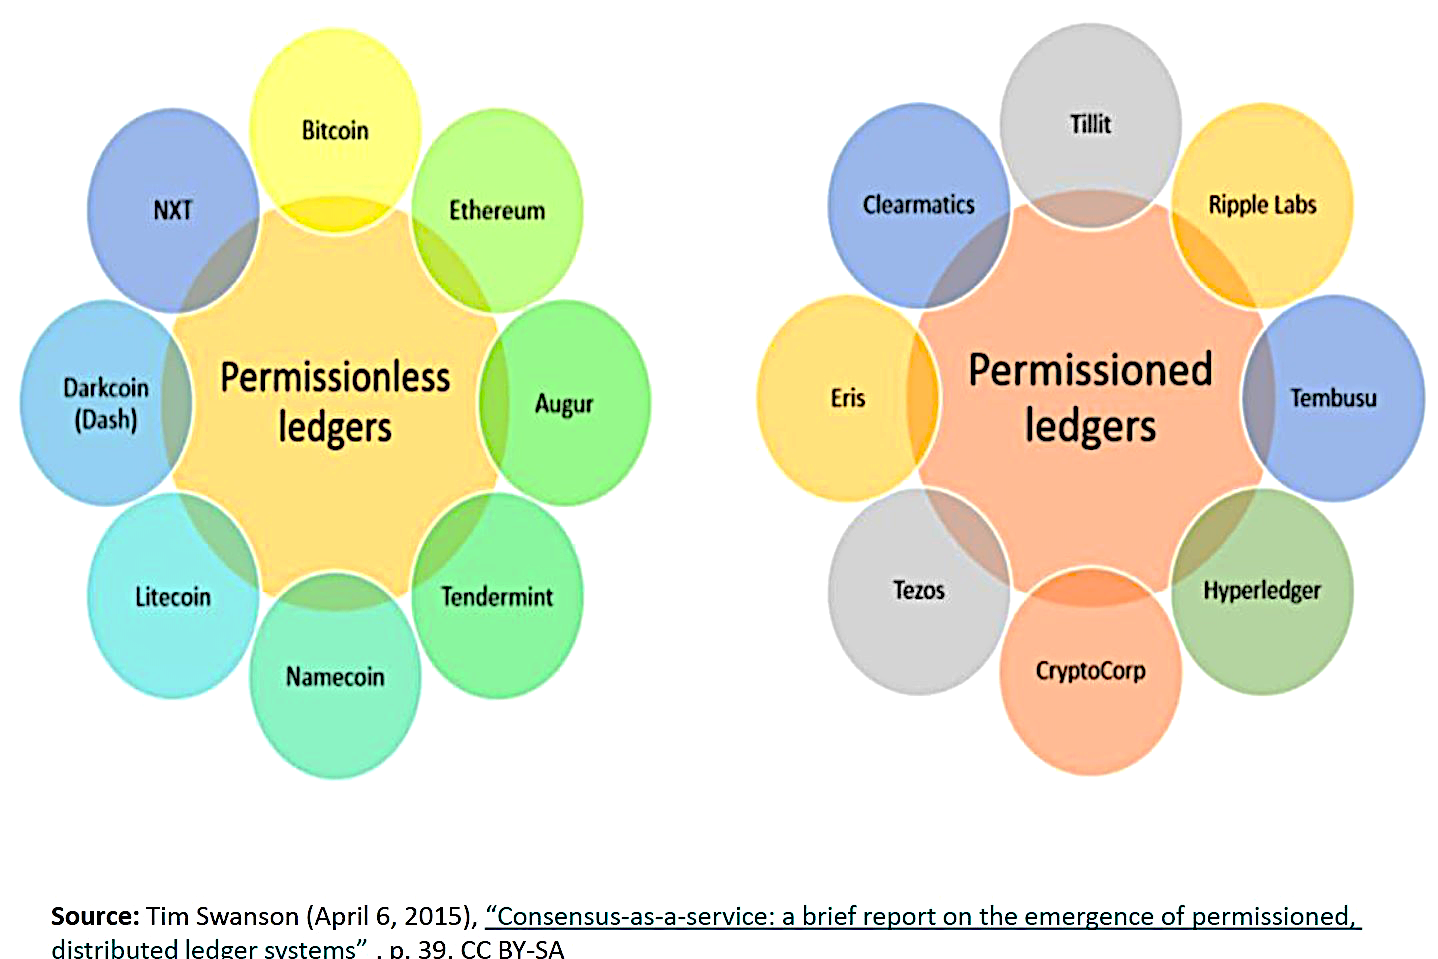 Bitcoin
NXT
Ethereum
Darkcoin
(Dash)
Permissionless
ledgers
Augur
Litecoin
Tendermint
Namecoin
Tillit
Clearmatics
Ripple Labs
Eris
Permissioned
ledgers
Tembusu
Tezos
Hyperledger
CryptoCorp
Source: Tim Swanson (April 6, 2015), “Consensus-as-a-service: a brief report on the emergence of permissioned,
distributed ledger systems” , p. 39. CC BY-SA